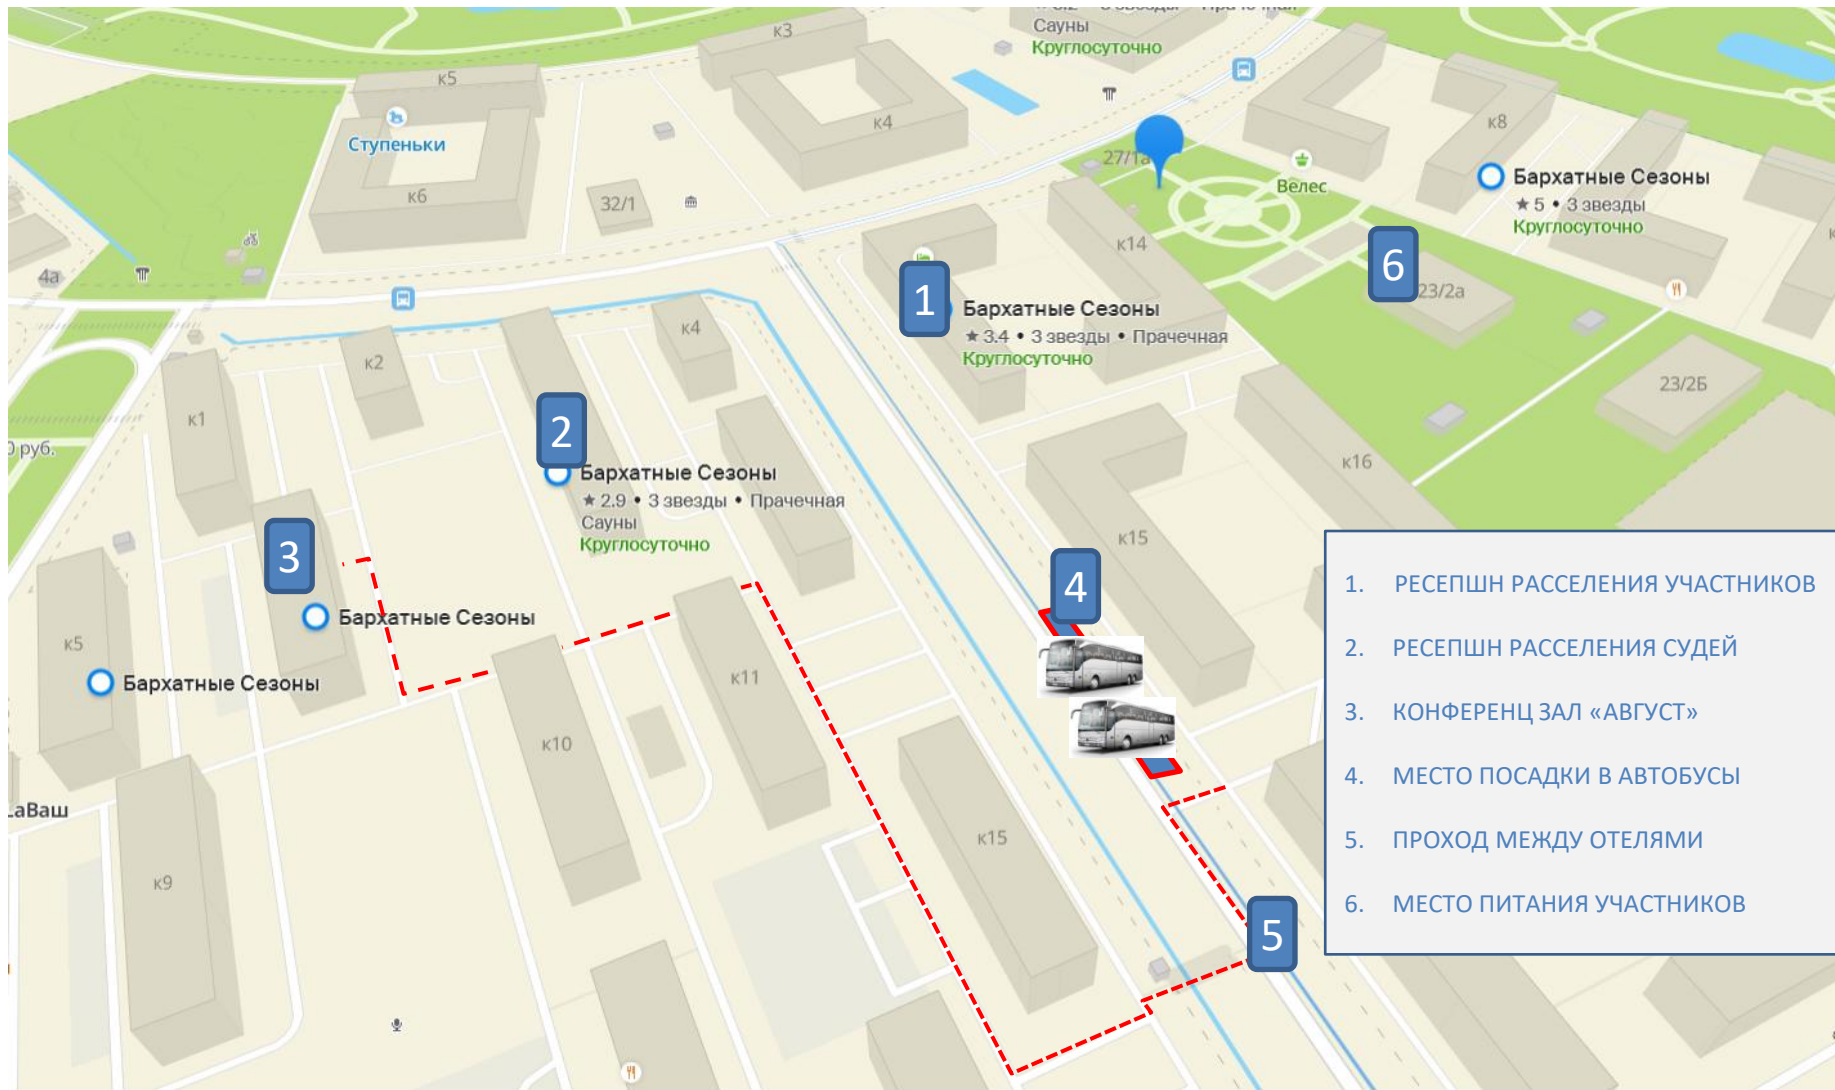 Сауны
Круглосуточно
к3
к5
к4
Ступеньки
к6
32/1
27/1а
Велес
к8
Бархатные Сезоны
★ 5 • 3 звезды
Круглосуточно
к14
4а
6
23/2а
1
Бархатные Сезоны
★ 3.4 • 3 звезды • Прачечная
Круглосуточно
к4
к2
к1
23/2Б
2
руб.
к16
Бархатные Сезоны
★ 2.9 • 3 звезды • Прачечная
Сауны
Круглосуточно
3
к15
4
Бархатные Сезоны
к5
Бархатные Сезоны
к11
к10
аВаш
к15
к9
5
1. РЕСЕПШН РАССЕЛЕНИЯ УЧАСТНИКОВ
2. РЕСЕПШН РАССЕЛЕНИЯ СУДЕЙ
3. КОНФЕРЕНЦ ЗАЛ «АВГУСТ»
4. МЕСТО ПОСАДКИ В АВТОБУСЫ
5. ПРОХОД МЕЖДУ ОТЕЛЯМИ
6. МЕСТО ПИТАНИЯ УЧАСТНИКОВ